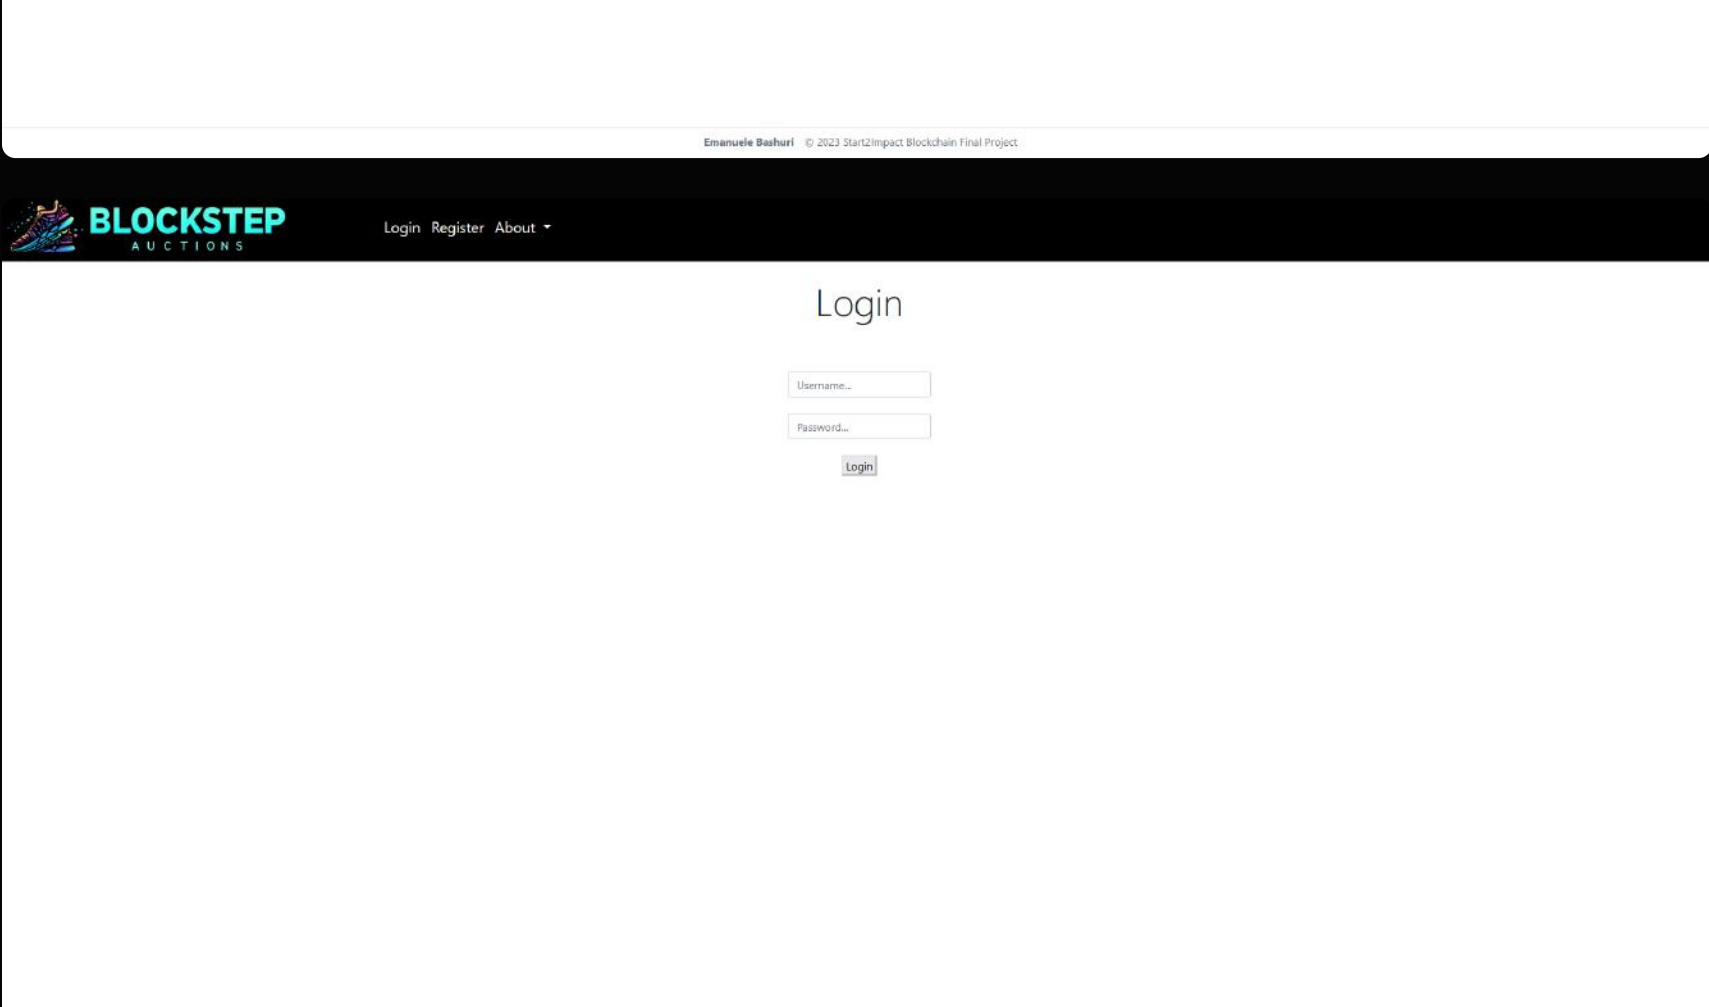 Emanuele Bashuri © 2023 Start2Impact Blockchain Final Project
BLOCKSTEP
AUCTIONS
Login Register About
Login
Username...
Password...
Login